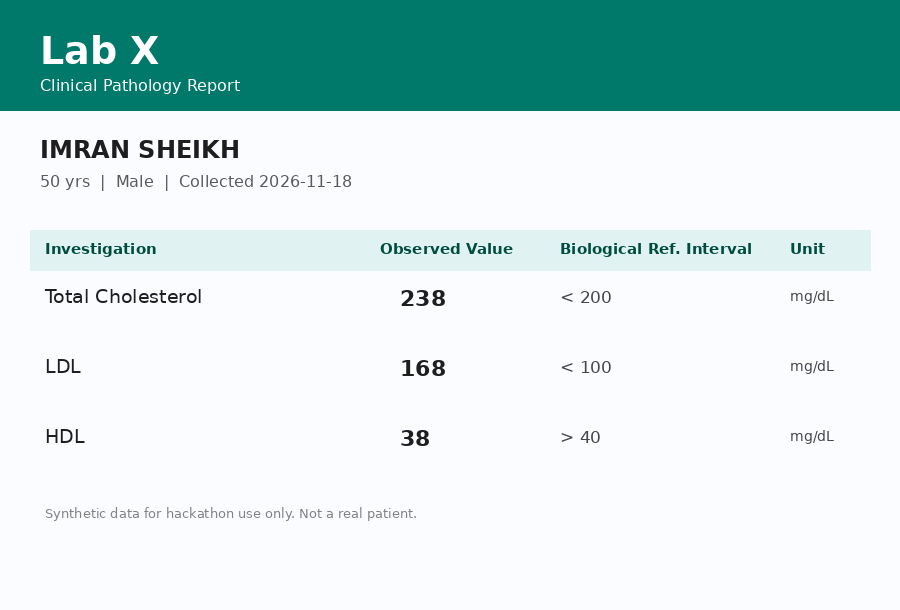 Lab X
Clinical Pathology Report
IMRAN SHEIKH
50 yrs | Male | Collected 2026-11-18
Investigation Observed Value Biological Ref. Interval Unit
Total Cholesterol 238 < 200 mg/dL
LDL 168 < 100 mg/dL
HDL 38 > 40 mg/dL
Synthetic data for hackathon use only. Not a real patient.